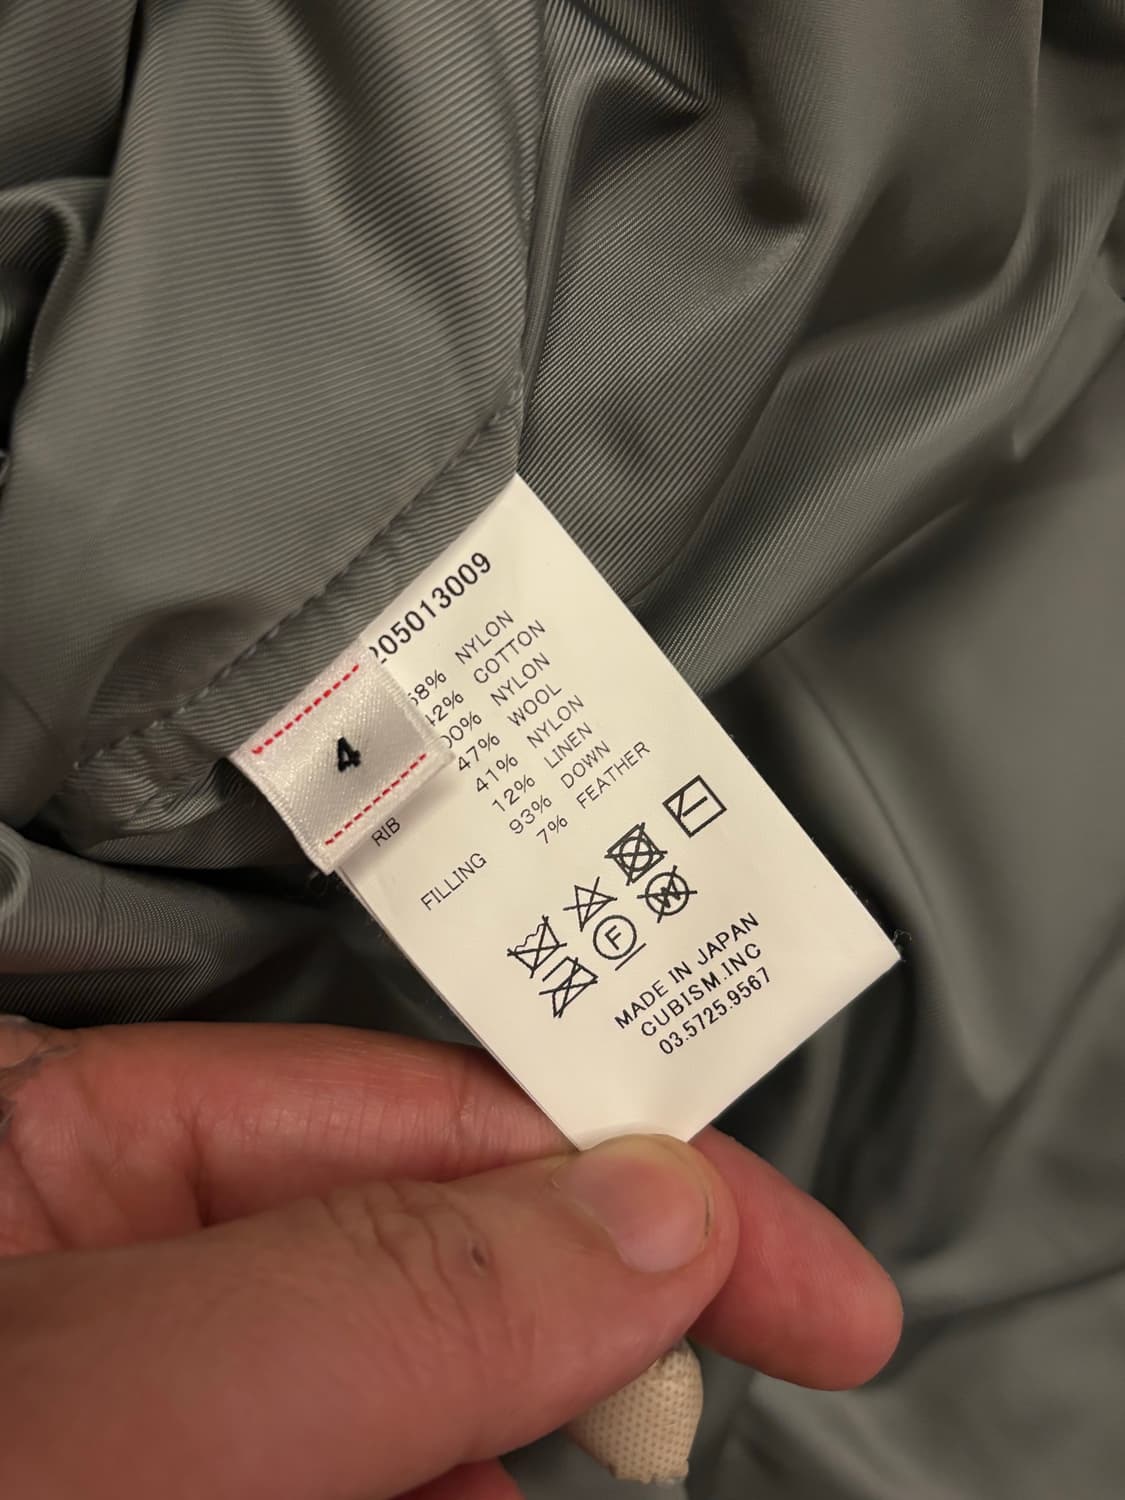 205013009
58% NYLON
42% COTTON
00% NYLON
RIB 47% WOOL
41% NYLON
12% LINEN
FILLING 93% DOWN
7% FEATHER
4
F
W
MADE IN JAPAN
CUBISM.INC
03.5725.9567